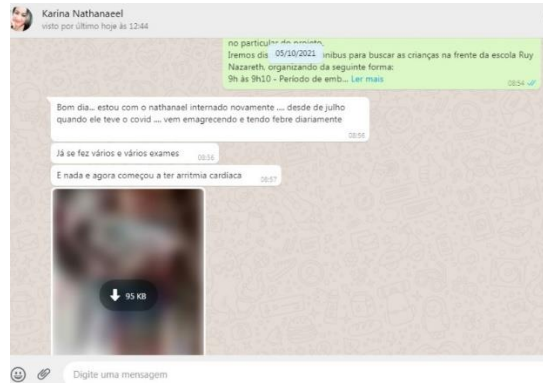 Karina Nathanaeel
visto por último hoje às 12:44
no particular do projeto.
05/10/2021
Iremos dis ônibus para buscar as crianças na frente da escola Ruy
Nazareth, organizando da seguinte forma:
9h às 9h10 - Período de emb... Ler mais
08:54
Bom dia... estou com o nathanael internado novamente .... desde de julho
quando ele teve o covid .... vem emagrecendo e tendo febre diariamente
08:56
Já se fez vários e vários exames 08:56
E nada e agora começou a ter arritmia cardíaca 08:57
95 KB
Digite uma mensagem